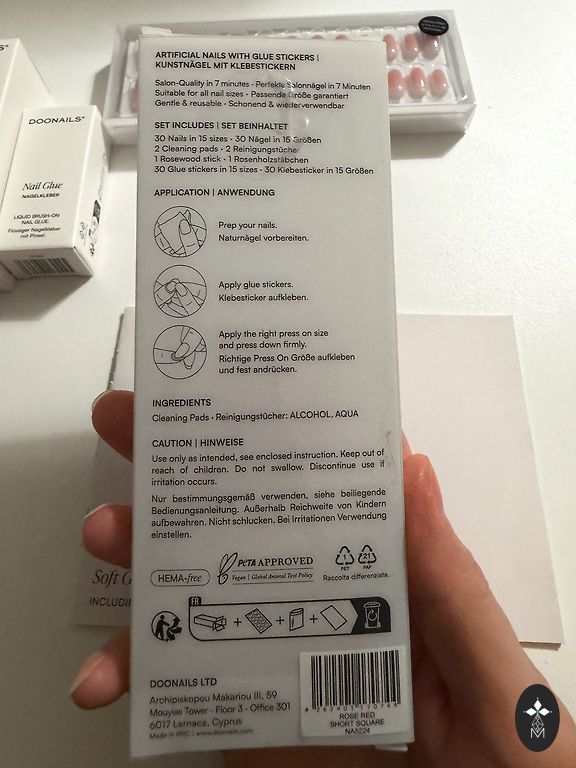 ARTIFICIAL NAILS WITH GLUE STICKERS |
KUNSTNÄGEL MIT KLEBESTICKERN
Salon-Quality in 7 minutes · Perfekte Salonnägel in 7 Minuten
Suitable for all nail sizes · Passende Größe garantiert
Gentle & reusable · Schonend & wiederverwendbar
SET INCLUDES | SET BEINHALTET
30 Nails in 15 sizes · 30 Nägel in 15 Größen
2 Cleaning pads · 2 Reinigungstücher
1 Rosewood stick · 1 Rosenholzstäbchen
30 Glue stickers in 15 sizes · 30 Klebesticker in 15 Größen
APPLICATION | ANWENDUNG
Prep your nails.
Naturnägel vorbereiten.
Apply glue stickers.
Klebesticker aufkleben.
Apply the right press on size
and press down firmly.
Richtige Press On Größe aufkleben
und fest andrücken.
INGREDIENTS
Cleaning Pads · Reinigungstücher: ALCOHOL, AQUA
CAUTION | HINWEISE
Use only as intended, see enclosed instruction. Keep out of
reach of children. Do not swallow. Discontinue use if
irritation occurs.
Nur bestimmungsgemäß verwenden, siehe beiliegende
Bedienungsanleitung. Außerhalb Reichweite von Kindern
aufbewahren. Nicht schlucken. Bei Irritationen Verwendung
einstellen.
HEMA-free
PETA APPROVED
Vegan | Global Animal Test Policy
1
PET
21
PAP
Raccolta differenziata.
FR
DOONAILS LTD
Archipiskopou Makariou III, 59
Mouyias Tower - Floor 3 - Office 301
6017 Larnaca, Cyprus
Made in PRC | www.doonails.com
ROSE RED
SHORT SQUARE
NA5224
DOONAILS®
Nail Glue
NAGELKLEBER
LIQUID BRUSH-ON
NAIL GLUE.
Flüssiger Nagelkleber
mit Pinsel.
Soft G
INCLUDI
M